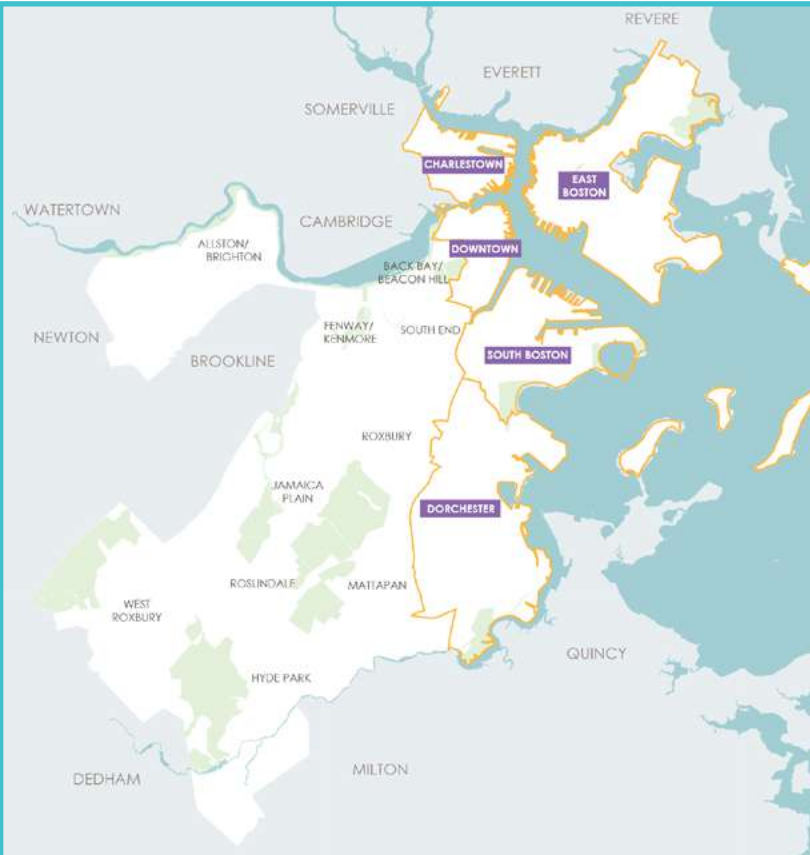 REVERE
EVERETT
SOMERVILLE
CHARLESTOWN
EAST
BOSTON
WATERTOWN
CAMBRIDGE
ALLSTON/
BRIGHTON
DOWNTOWN
BACK BAY/
BEACON HILL
FENWAY/
KENMORE
SOUTH END
NEWTON
BROOKLINE
SOUTH BOSTON
ROXBURY
JAMAICA
PLAIN
DORCHESTER
ROSLINDALE
MATTAPAN
WEST
ROXBURY
QUINCY
HYDE PARK
DEDHAM
MILTON